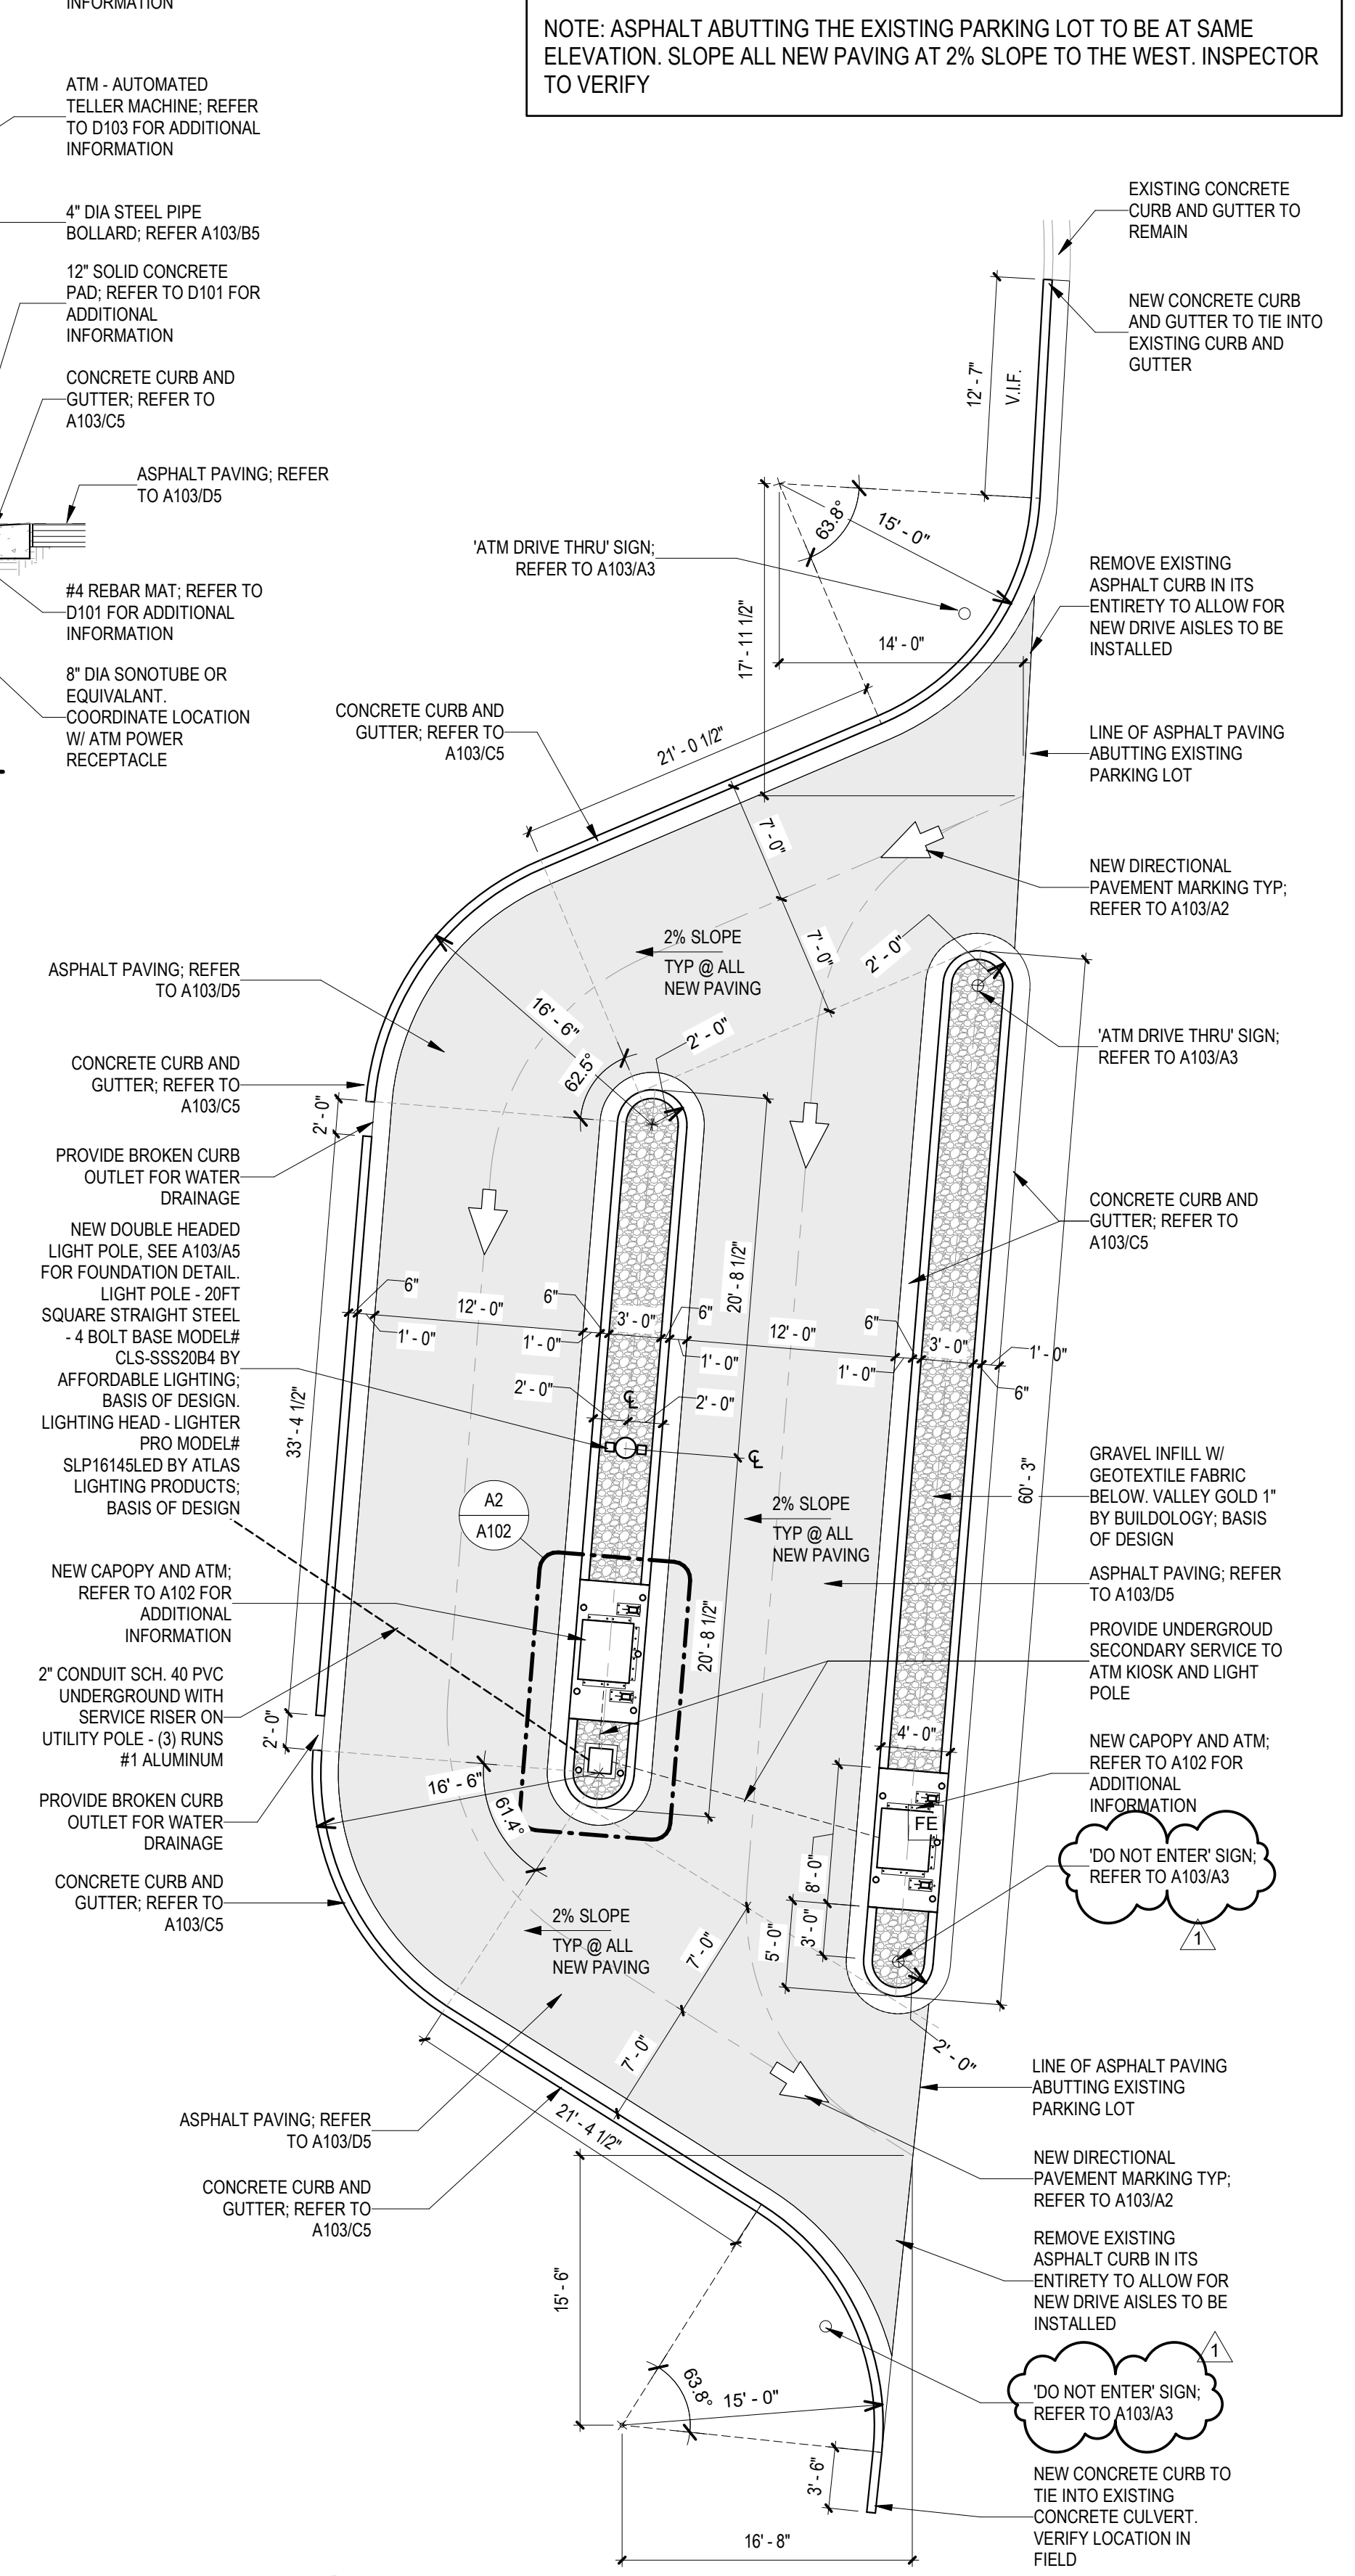 INFORMATION
NOTE: ASPHALT ABUTTING THE EXISTING PARKING LOT TO BE AT SAME
ELEVATION. SLOPE ALL NEW PAVING AT 2% SLOPE TO THE WEST. INSPECTOR
TO VERIFY
ATM - AUTOMATED
TELLER MACHINE; REFER
TO D103 FOR ADDITIONAL
INFORMATION
4" DIA STEEL PIPE
BOLLARD; REFER A103/B5
12" SOLID CONCRETE
PAD; REFER TO D101 FOR
ADDITIONAL
INFORMATION
CONCRETE CURB AND
GUTTER; REFER TO
A103/C5
ASPHALT PAVING; REFER
TO A103/D5
#4 REBAR MAT; REFER TO
D101 FOR ADDITIONAL
INFORMATION
8" DIA SONOTUBE OR
EQUIVALANT.
COORDINATE LOCATION
W/ ATM POWER
RECEPTACLE
EXISTING CONCRETE
CURB AND GUTTER TO
REMAIN
NEW CONCRETE CURB
AND GUTTER TO TIE INTO
EXISTING CURB AND
GUTTER
12' - 7"
V.I.F.
63.8°
15' - 0"
'ATM DRIVE THRU' SIGN;
REFER TO A103/A3
17' - 11 1/2"
14' - 0"
REMOVE EXISTING
ASPHALT CURB IN ITS
ENTIRETY TO ALLOW FOR
NEW DRIVE AISLES TO BE
INSTALLED
CONCRETE CURB AND
GUTTER; REFER TO
A103/C5
21' - 0 1/2"
LINE OF ASPHALT PAVING
ABUTTING EXISTING
PARKING LOT
7' - 0"
NEW DIRECTIONAL
PAVEMENT MARKING TYP;
REFER TO A103/A2
7' - 0"
2' - 0"
2% SLOPE
TYP @ ALL
NEW PAVING
ASPHALT PAVING; REFER
TO A103/D5
16' - 6"
2' - 0"
62.5°
'ATM DRIVE THRU' SIGN;
REFER TO A103/A3
CONCRETE CURB AND
GUTTER; REFER TO
A103/C5
2' - 0"
PROVIDE BROKEN CURB
OUTLET FOR WATER
DRAINAGE
CONCRETE CURB AND
GUTTER; REFER TO
A103/C5
NEW DOUBLE HEADED
LIGHT POLE, SEE A103/A5
FOR FOUNDATION DETAIL.
LIGHT POLE - 20FT
SQUARE STRAIGHT STEEL
- 4 BOLT BASE MODEL#
CLS-SSS20B4 BY
AFFORDABLE LIGHTING;
BASIS OF DESIGN.
LIGHTING HEAD - LIGHTER
PRO MODEL#
SLP16145LED BY ATLAS
LIGHTING PRODUCTS;
BASIS OF DESIGN
20' - 8 1/2"
6"
12' - 0"
6"
3' - 0"
6"
12' - 0"
6"
3' - 0"
1' - 0"
1' - 0"
1' - 0"
1' - 0"
1' - 0"
6"
2' - 0"
CL
2' - 0"
CL
33' - 4 1/2"
60' - 3"
GRAVEL INFILL W/
GEOTEXTILE FABRIC
BELOW. VALLEY GOLD 1"
BY BUILDOLOGY; BASIS
OF DESIGN
A2
A102
2% SLOPE
TYP @ ALL
NEW PAVING
NEW CAPOPY AND ATM;
REFER TO A102 FOR
ADDITIONAL
INFORMATION
ASPHALT PAVING; REFER
TO A103/D5
20' - 8 1/2"
PROVIDE UNDERGROUD
SECONDARY SERVICE TO
ATM KIOSK AND LIGHT
POLE
2" CONDUIT SCH. 40 PVC
UNDERGROUND WITH
SERVICE RISER ON
UTILITY POLE - (3) RUNS
#1 ALUMINUM
2' - 0"
4' - 0"
NEW CAPOPY AND ATM;
REFER TO A102 FOR
ADDITIONAL
INFORMATION
16' - 6"
61.4°
PROVIDE BROKEN CURB
OUTLET FOR WATER
DRAINAGE
FE
8' - 0"
'DO NOT ENTER' SIGN;
REFER TO A103/A3
1
CONCRETE CURB AND
GUTTER; REFER TO
A103/C5
2% SLOPE
TYP @ ALL
NEW PAVING
7' - 0"
5' - 0"
3' - 0"
7' - 0"
2' - 0"
LINE OF ASPHALT PAVING
ABUTTING EXISTING
PARKING LOT
ASPHALT PAVING; REFER
TO A103/D5
21' - 4 1/2"
NEW DIRECTIONAL
PAVEMENT MARKING TYP;
REFER TO A103/A2
CONCRETE CURB AND
GUTTER; REFER TO
A103/C5
REMOVE EXISTING
ASPHALT CURB IN ITS
ENTIRETY TO ALLOW FOR
NEW DRIVE AISLES TO BE
INSTALLED
15' - 6"
1
'DO NOT ENTER' SIGN;
REFER TO A103/A3
63.8°
15' - 0"
3' - 6"
NEW CONCRETE CURB TO
TIE INTO EXISTING
CONCRETE CULVERT.
VERIFY LOCATION IN
FIELD
16' - 8"